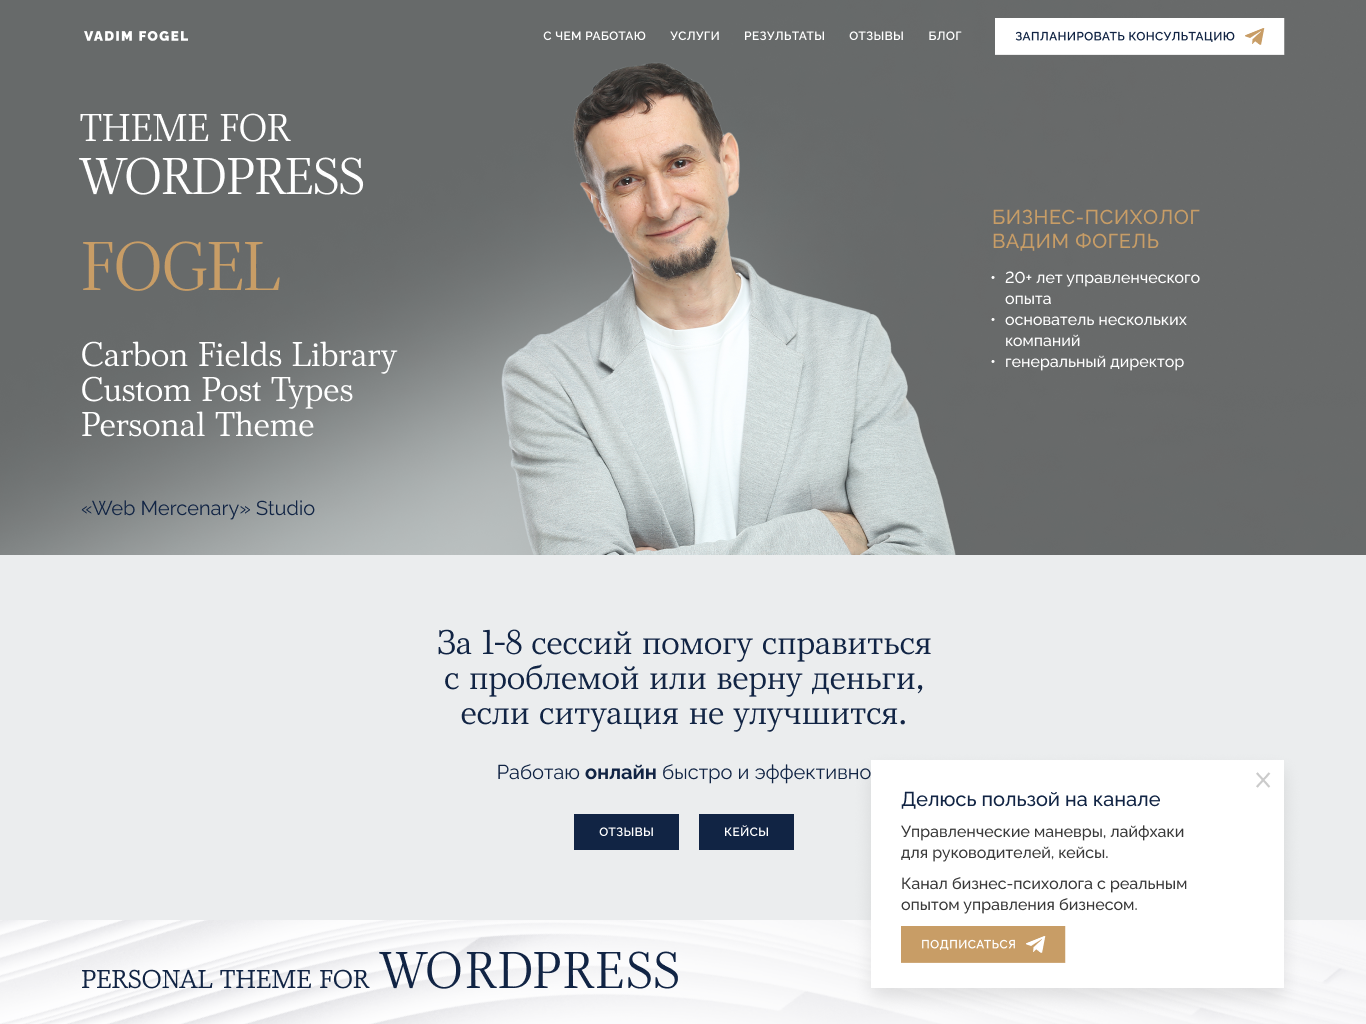 VADIM FOGEL
С ЧЕМ РАБОТАЮ
УСЛУГИ
РЕЗУЛЬТАТЫ
ОТЗЫВЫ
БЛОГ
ЗАПЛАНИРОВАТЬ КОНСУЛЬТАЦИЮ
THEME FOR
WORDPRESS
FOGEL
Carbon Fields Library
Custom Post Types
Personal Theme
«Web Mercenary» Studio
БИЗНЕС-ПСИХОЛОГ
ВАДИМ ФОГЕЛЬ
• 20+ лет управленческого
опыта
• основатель нескольких
компаний
• генеральный директор
За 1-8 сессий помогу справиться
с проблемой или верну деньги,
если ситуация не улучшится.
Работаю онлайн быстро и эффективно
ОТЗЫВЫ
КЕЙСЫ
Делюсь пользой на канале
Управленческие маневры, лайфхаки
для руководителей, кейсы.
Канал бизнес-психолога с реальным
опытом управления бизнесом.
ПОДПИСАТЬСЯ
PERSONAL THEME FOR WORDPRESS